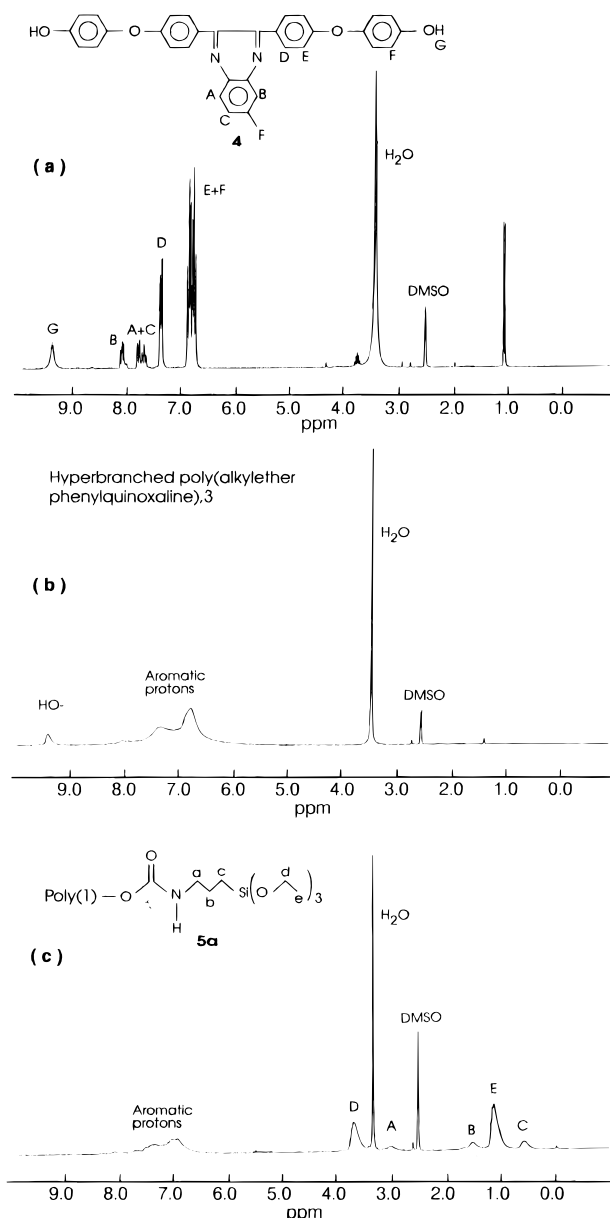 HO
O
O
OH
G
N
N
D
E
F
A
B
C
F
4
(a)
H2O
E+F
D
DMSO
G
B
A+C
9.0 8.0 7.0 6.0 5.0 4.0 3.0 2.0 1.0 0.0
ppm
Hyperbranched poly(alkylether
phenylquinoxaline),3
H2O
(b)
Aromatic
protons
HO-
DMSO
9.0 8.0 7.0 6.0 5.0 4.0 3.0 2.0 1.0 0.0
ppm
O
a
c
d
Poly(1)
O
N
b
Si(O
e
)3
H
5a
H2O
(c)
DMSO
Aromatic
protons
D
A
B
E
C
9.0 8.0 7.0 6.0 5.0 4.0 3.0 2.0 1.0 0.0
ppm